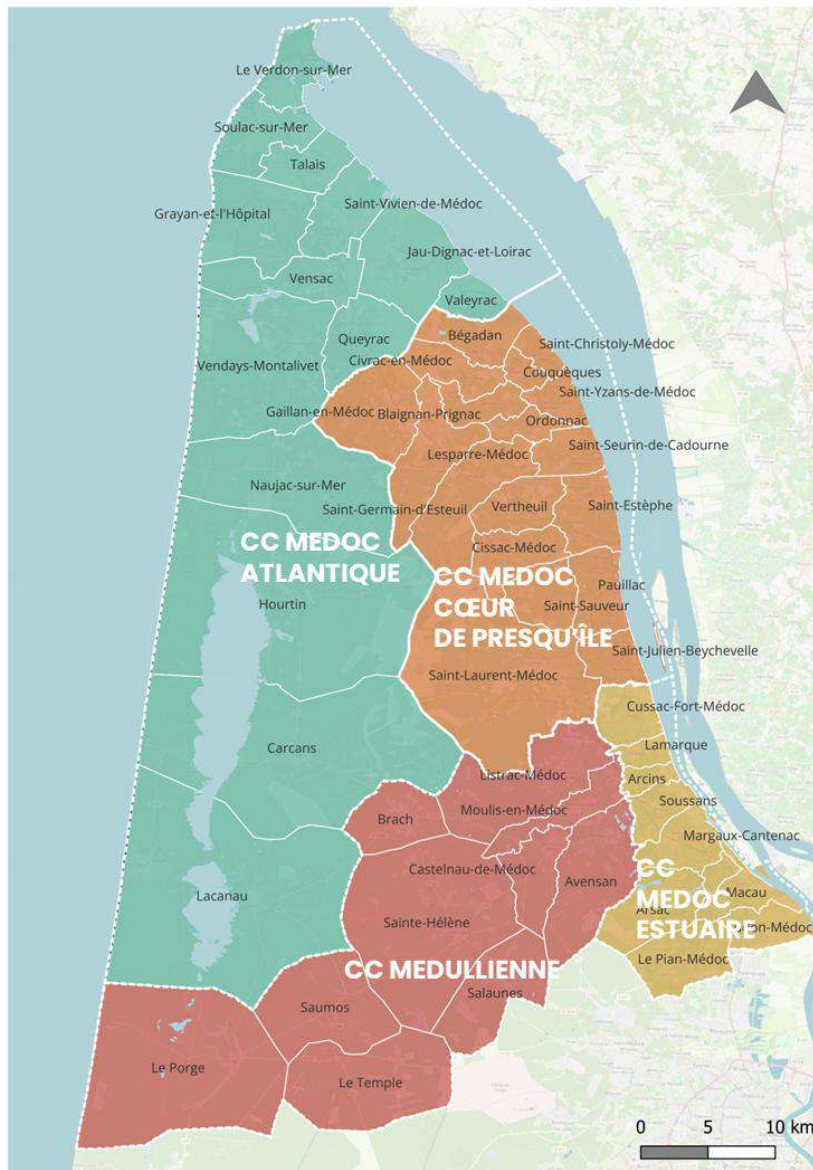 Le Verdon-sur-Mer
Soulac-sur-Mer
Talais
Saint-Vivien-de-Médoc
Grayan-et-l'Hôpital
Jau-Dignac-et-Loirac
Vensac
Valeyrac
Queyrac
Bégadan
Saint-Christoly-Médoc
Civrac-en-Médoc
Vendays-Montalivet
Couquèques
Saint-Yzans-de-Médoc
Gaillan-en-Médoc
Blaignan-Prignac
Ordonnac
Saint-Seurin-de-Cadourne
Lesparre-Médoc
Naujac-sur-Mer
Saint-Germain-d'Esteuil
Vertheuil
Saint-Estèphe
CC MEDOC
ATLANTIQUE
Cissac-Médoc
CC MEDOC
CŒUR
DE PRESQU'ÎLE
Pauillac
Hourtin
Saint-Sauveur
Saint-Julien-Beychevelle
Saint-Laurent-Médoc
Cussac-Fort-Médoc
Carcans
Lamarque
Listrac-Médoc
Arcins
Soussans
Moulis-en-Médoc
Brach
Margaux-Cantenac
Castelnau-de-Médoc
Avensan
CC
MEDOC
ESTUAIRE
Macau
Lacanau
Arsac
Sainte-Hélène
on-Médoc
Le Pian-Médoc
CC MEDULLIENNE
Salaunes
Saumos
Le Porge
Le Temple
0 5 10 km